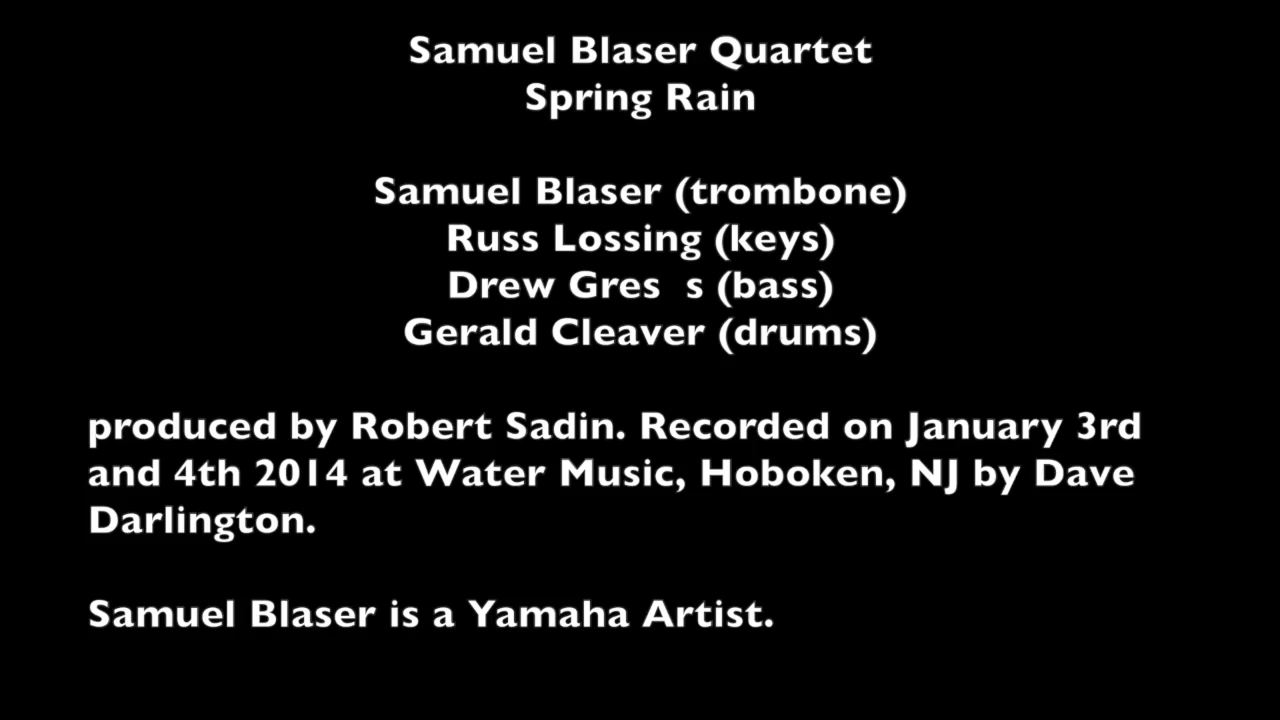 Samuel Blaser Quartet
Spring Rain
Samuel Blaser (trombone)
Russ Lossing (keys)
Drew Gres  s (bass)
Gerald Cleaver (drums)
produced by Robert Sadin. Recorded on January 3rd
and 4th 2014 at Water Music, Hoboken, NJ by Dave
Darlington.
Samuel Blaser is a Yamaha Artist.